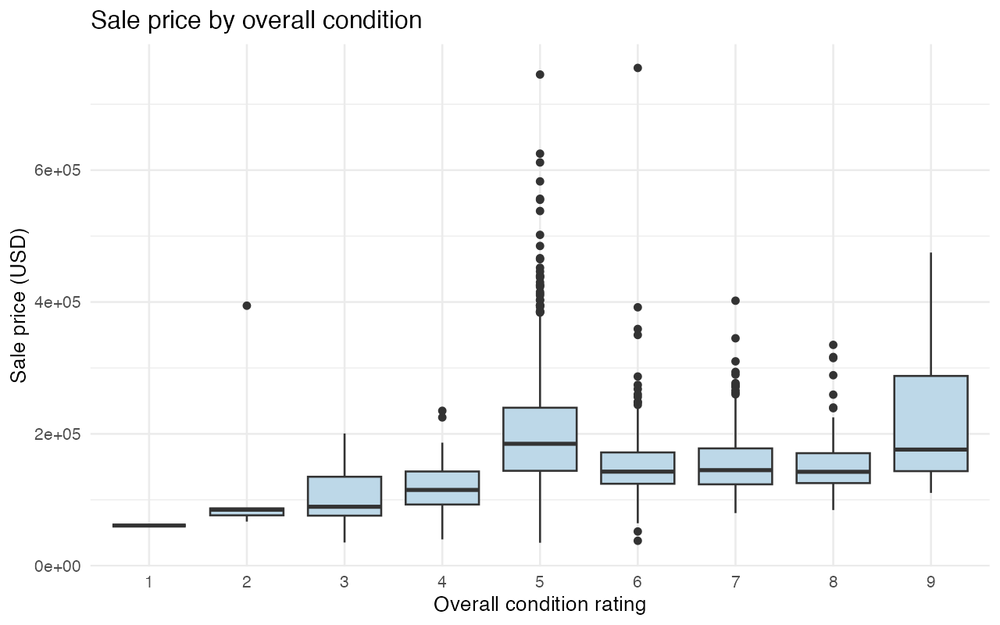 Sale price by overall condition
Sale price (USD)
6e+05
4e+05
2e+05
0e+00
1 2 3 4 5 6 7 8 9
Overall condition rating